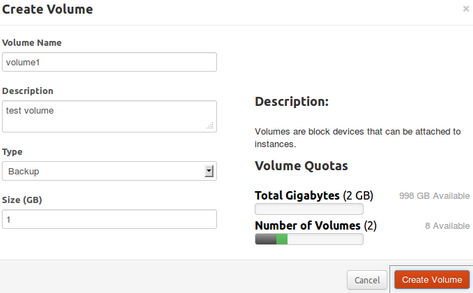 Create Volume
×
Volume Name
volume1
Description
test volume
Type
Backup
Size (GB)
1
Description:
Volumes are block devices that can be attached to
instances.
Volume Quotas
Total Gigabytes (2 GB) 998 GB Available
Number of Volumes (2) 8 Available
Cancel Create Volume